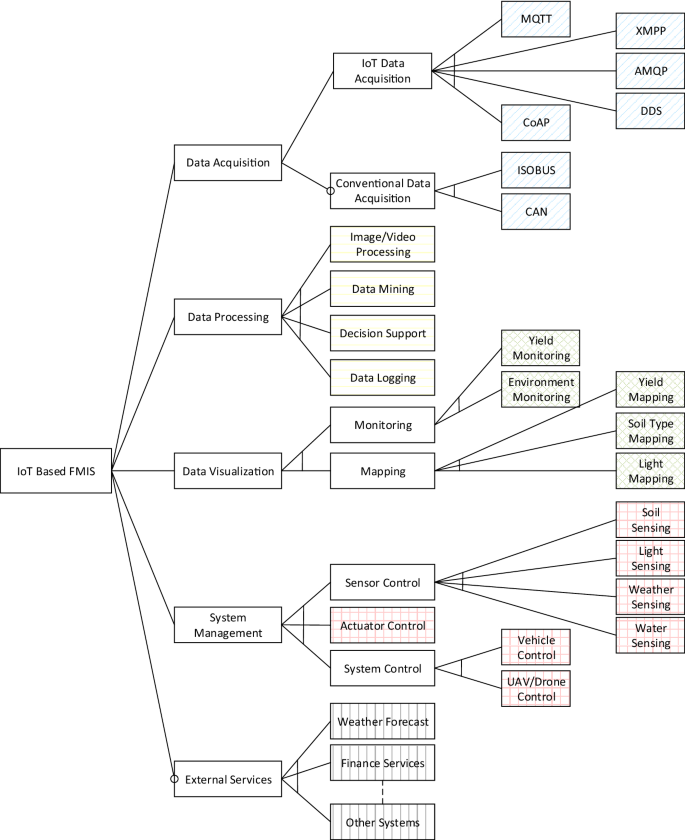 MQTT
XMPP
IoT Data
Acquisition
AMQP
DDS
CoAP
Data Acquisition
ISOBUS
Conventional Data
Acquisition
CAN
Image/Video
Processing
Data Mining
Data Processing
Decision Support
Data Logging
Yield
Monitoring
Environment
Monitoring
Yield
Mapping
Monitoring
Soil Type
Mapping
IoT Based FMIS
Data Visualization
Mapping
Light
Mapping
Soil
Sensing
Light
Sensing
Sensor Control
Weather
Sensing
System
Management
Actuator Control
Water
Sensing
Vehicle
Control
System Control
UAV/Drone
Control
Weather Forecast
Finance Services
External Services
Other Systems